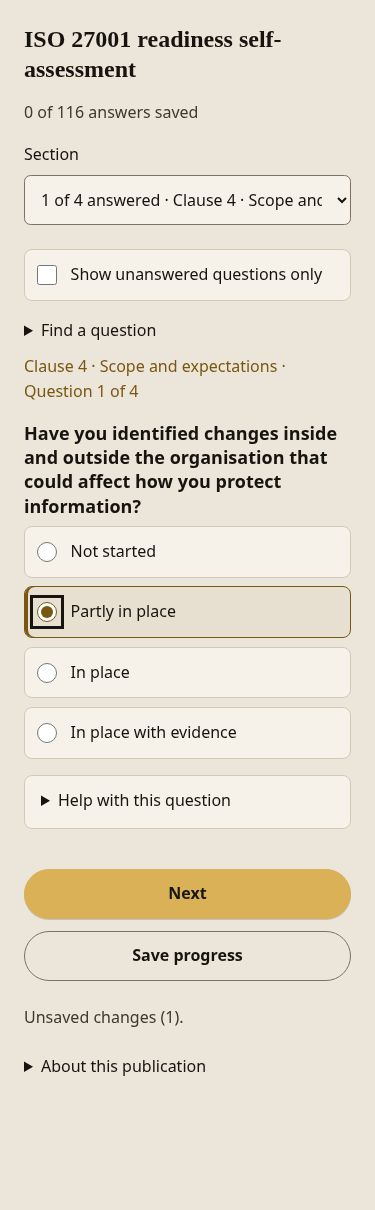 ISO 27001 readiness self-
assessment
0 of 116 answers saved
Section
1 of 4 answered · Clause 4 · Scope and
Show unanswered questions only
Find a question
Clause 4 · Scope and expectations ·
Question 1 of 4
Have you identified changes inside
and outside the organisation that
could affect how you protect
information?
Not started
Partly in place
In place
In place with evidence
Help with this question
Next
Save progress
Unsaved changes (1).
About this publication